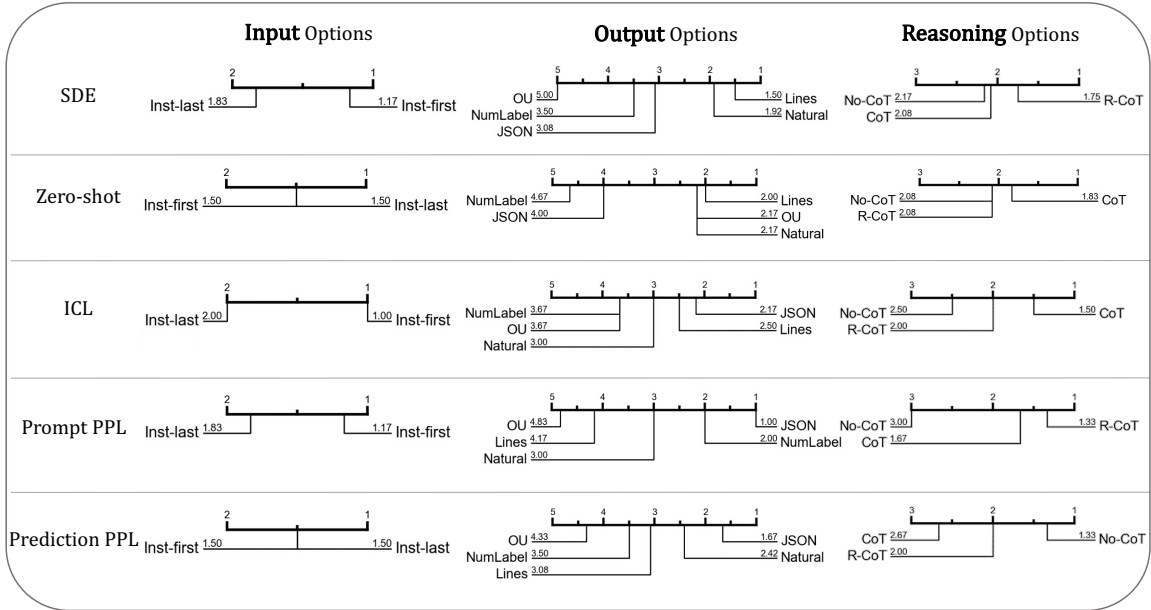 Input Options Output Options Reasoning Options
SDE
2 1
Inst-last 1.83 1.17 Inst-first
5 4 3 2 1
OU 5.00 1.50 Lines
NumLabel 3.50 1.92 Natural
JSON 3.08
3 2 1
No-CoT 2.17 1.75 R-CoT
CoT 2.08
Zero-shot
2 1
Inst-first 1.50 1.50 Inst-last
5 4 3 2 1
NumLabel 4.67 2.00 Lines
JSON 4.00 2.17 OU
2.17 Natural
3 2 1
No-CoT 2.08 1.83 CoT
R-CoT 2.08
ICL
2 1
Inst-last 2.00 1.00 Inst-first
5 4 3 2 1
NumLabel 3.67 2.17 JSON
OU 3.67 2.50 Lines
Natural 3.00
3 2 1
No-CoT 2.50 1.50 CoT
R-CoT 2.00
Prompt PPL
2 1
Inst-last 1.83 1.17 Inst-first
5 4 3 2 1
OU 4.83 1.00 JSON
Lines 4.17 2.00 NumLabel
Natural 3.00
3 2 1
No-CoT 3.00 1.33 R-CoT
CoT 1.67
Prediction PPL
2 1
Inst-first 1.50 1.50 Inst-last
5 4 3 2 1
OU 4.33 1.67 JSON
NumLabel 3.50 2.42 Natural
Lines 3.08
3 2 1
CoT 2.67 1.33 No-CoT
R-CoT 2.00